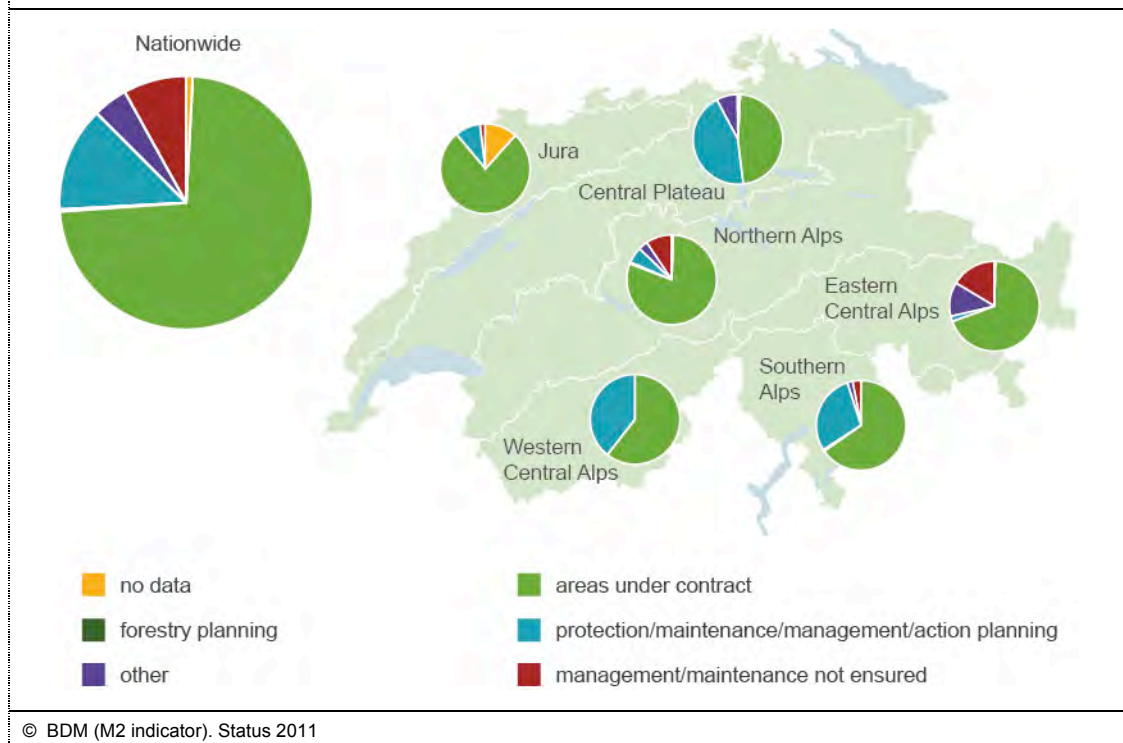 Nationwide
Jura
Central Plateau
Northern Alps
Eastern
Central Alps
Southern
Alps
Western
Central Alps
no data
forestry planning
other
areas under contract
protection/maintenance/management/action planning
management/maintenance not ensured
© BDM (M2 indicator). Status 2011